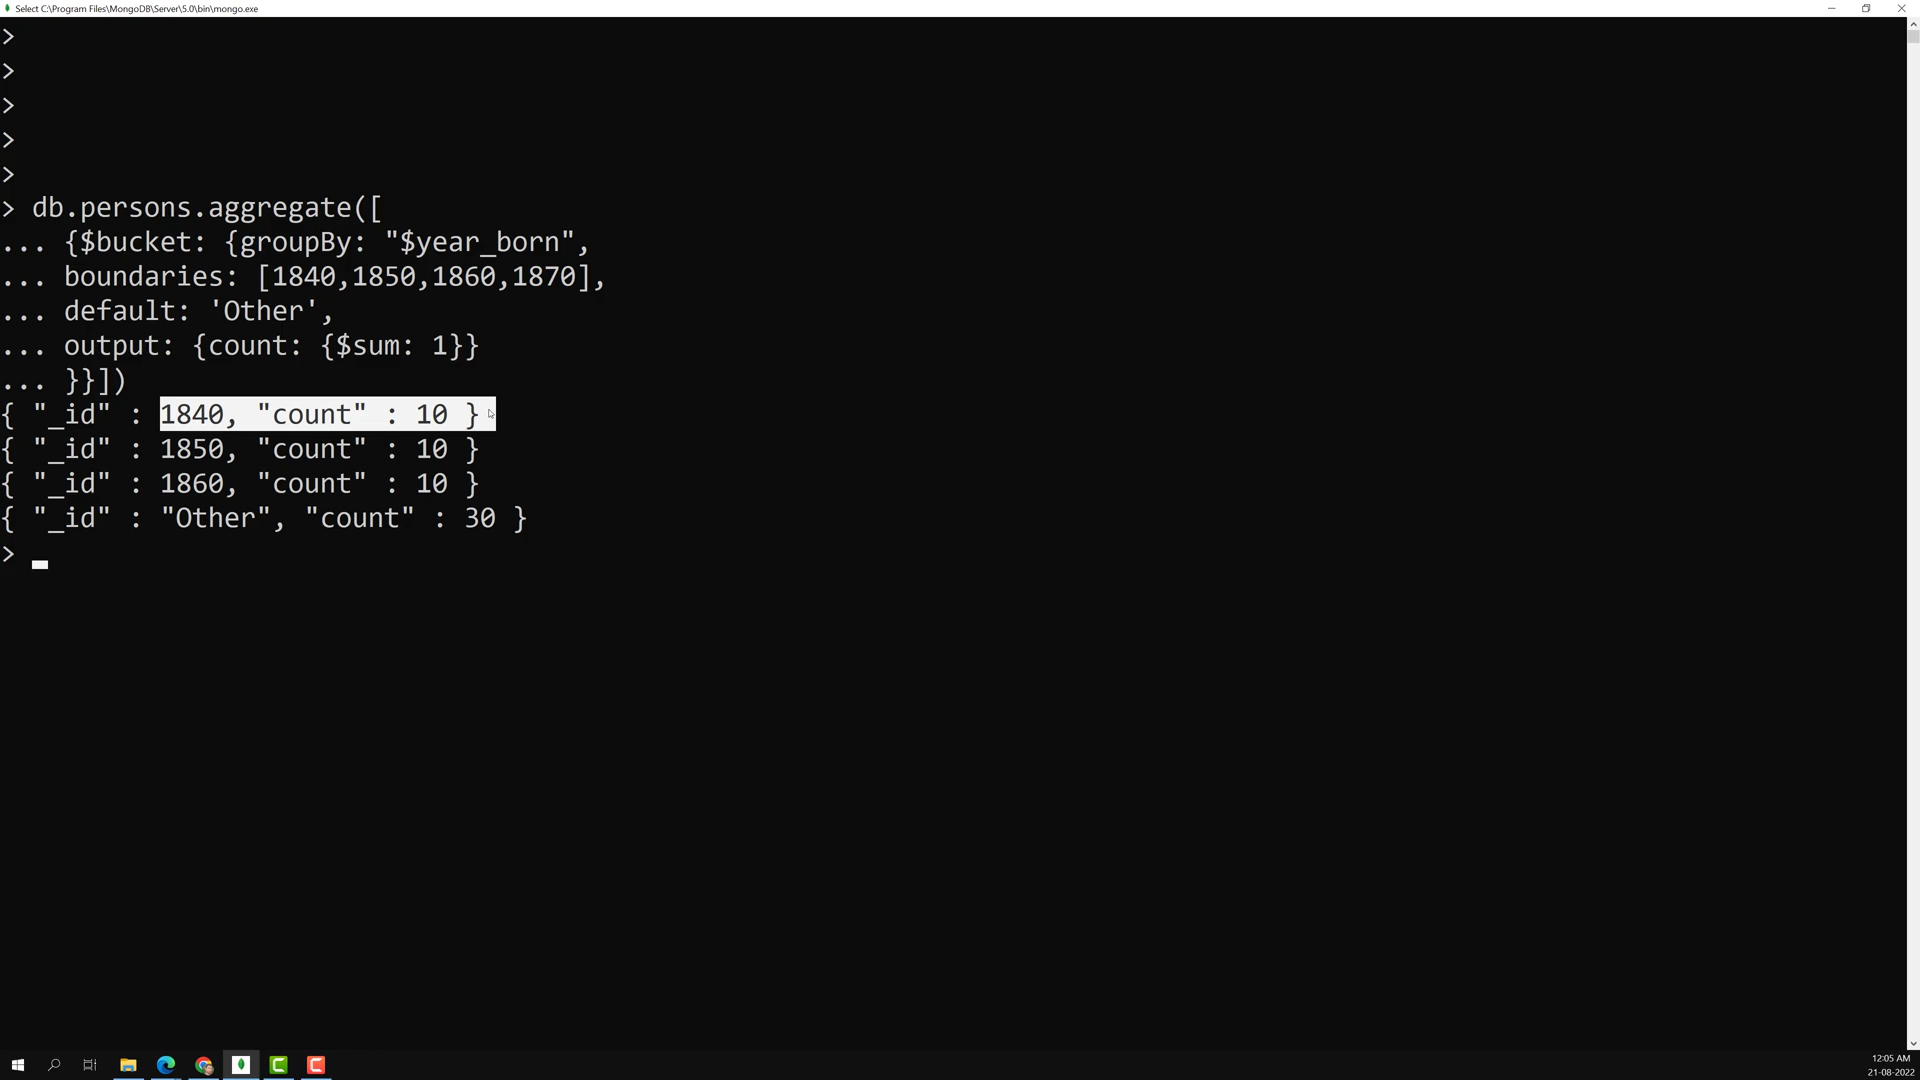 Select C:\Program Files\MongoDB\Server\5.0\bin\mongo.exe
>
>
>
>
>
> db.persons.aggregate([
... {$bucket: {groupBy: "$year_born",
... boundaries: [1840,1850,1860,1870],
... default: 'Other',
... output: {count: {$sum: 1}}
... }}])
{ "_id" : 1840, "count" : 10 }
{ "_id" : 1850, "count" : 10 }
{ "_id" : 1860, "count" : 10 }
{ "_id" : "Other", "count" : 30 }
>
12:05 AM
21-08-2022